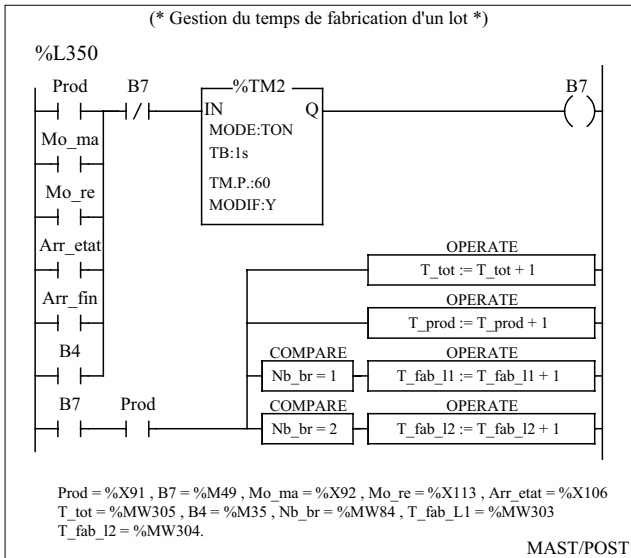 (* Gestion du temps de fabrication d'un lot *)
%L350
Prod B7 %TM2 B7
IN Q
MODE:TON
TB:1s
TM.P.:60
MODIF:Y
Mo_ma
Mo_re
Arr_etat
Arr_fin
B4
OPERATE
T_tot := T_tot + 1
OPERATE
T_prod := T_prod + 1
COMPARE OPERATE
Nb_br = 1 T_fab_l1 := T_fab_l1 + 1
B7 Prod COMPARE OPERATE
Nb_br = 2 T_fab_l2 := T_fab_l2 + 1
Prod = %X91 , B7 = %M49 , Mo_ma = %X92 , Mo_re = %X113 , Arr_etat = %X106
T_tot = %MW305 , B4 = %M35 , Nb_br = %MW84 , T_fab_L1 = %MW303
T_fab_l2 = %MW304.
MAST/POST